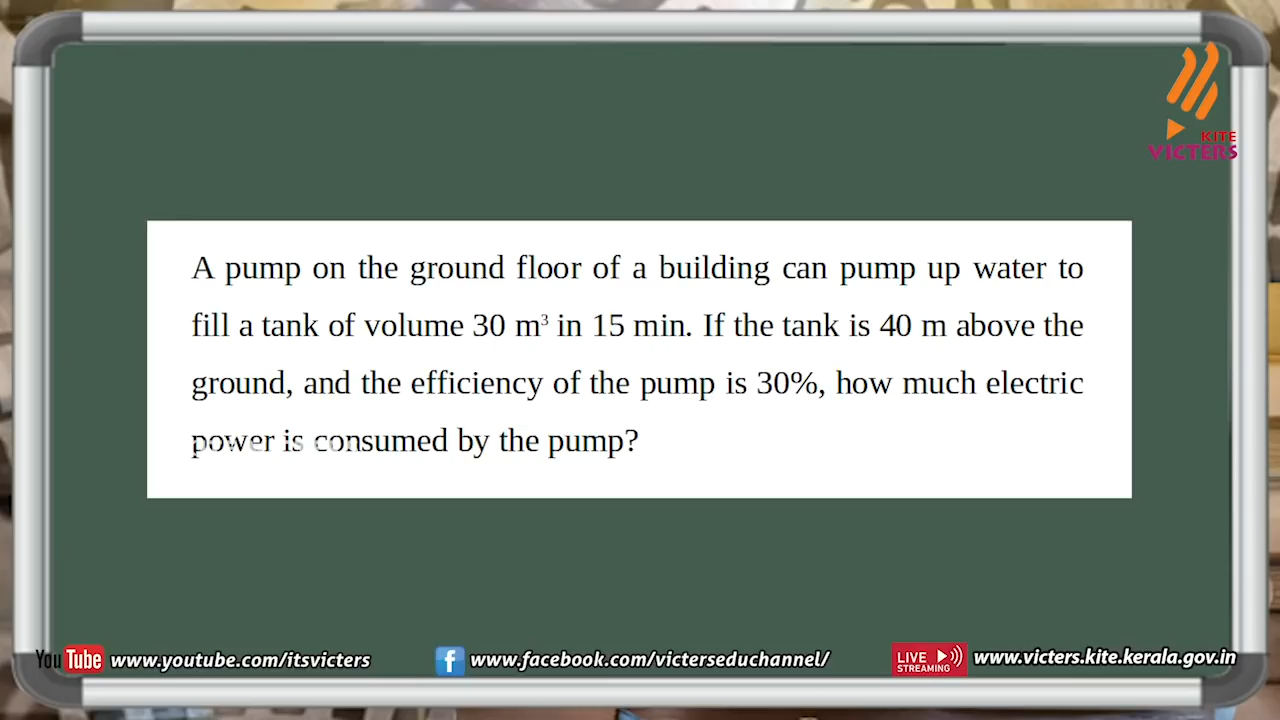 KITE
VICTERS
A pump on the ground floor of a building can pump up water to
fill a tank of volume 30 m³ in 15 min. If the tank is 40 m above the
ground, and the efficiency of the pump is 30%, how much electric
power is consumed by the pump?
You Tube www.youtube.com/itsvicters
f www.facebook.com/victerseduchannel/
LIVE
STREAMING
www.victers.kite.kerala.gov.in